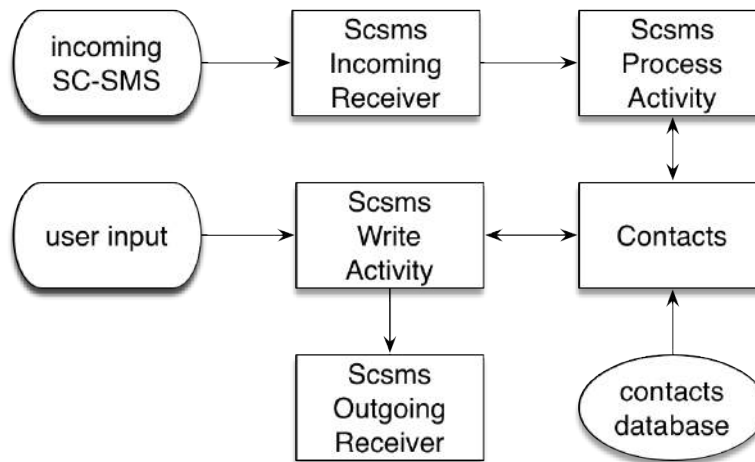 incoming
SC-SMS
Scsms
Incoming
Receiver
Scsms
Process
Activity
user input
Scsms
Write
Activity
Contacts
Scsms
Outgoing
Receiver
contacts
database